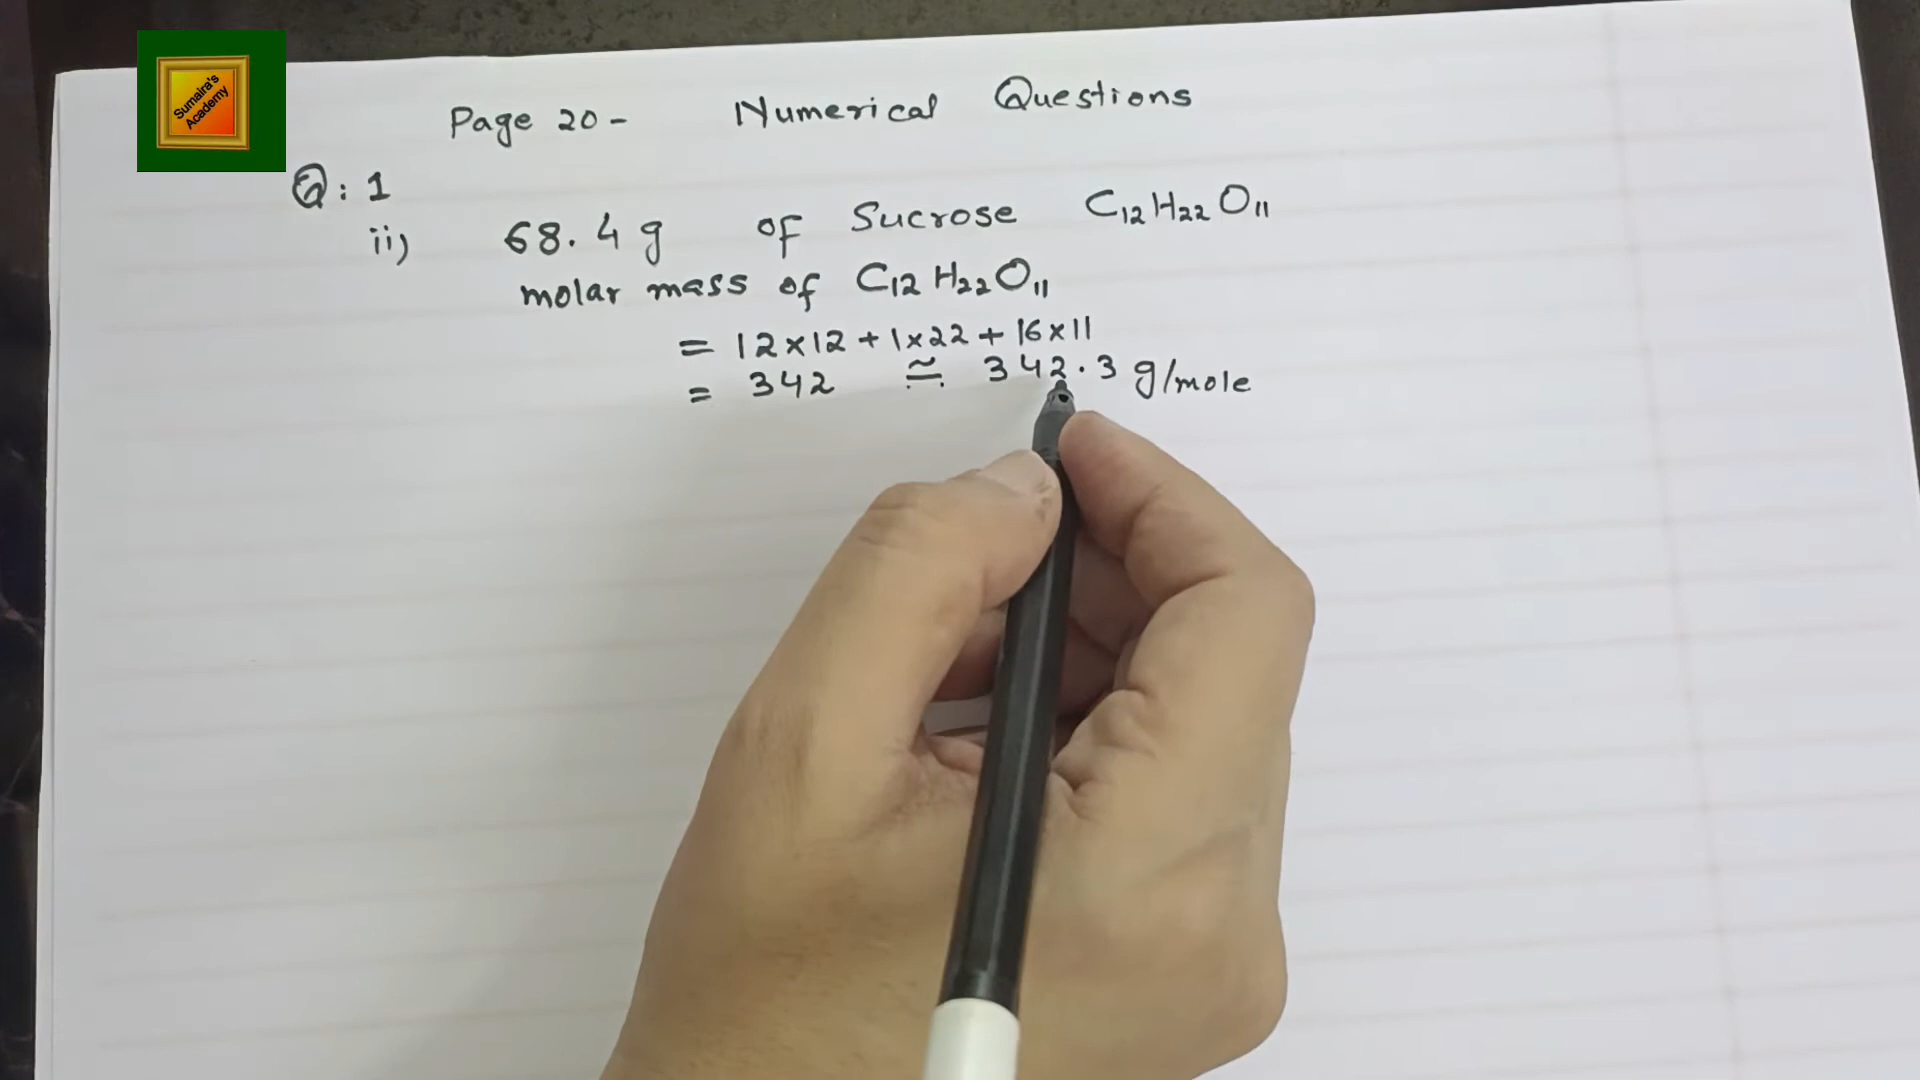 Sumaira's
Academy
Page 20 - Numerical Questions
Q: 1
ii) 68.4 g of Sucrose C₁₂H₂₂O₁₁
molar mass of C₁₂H₂₂O₁₁
= 12×12 + 1×22 + 16×11
= 342 ≅ 342.3 g/mole